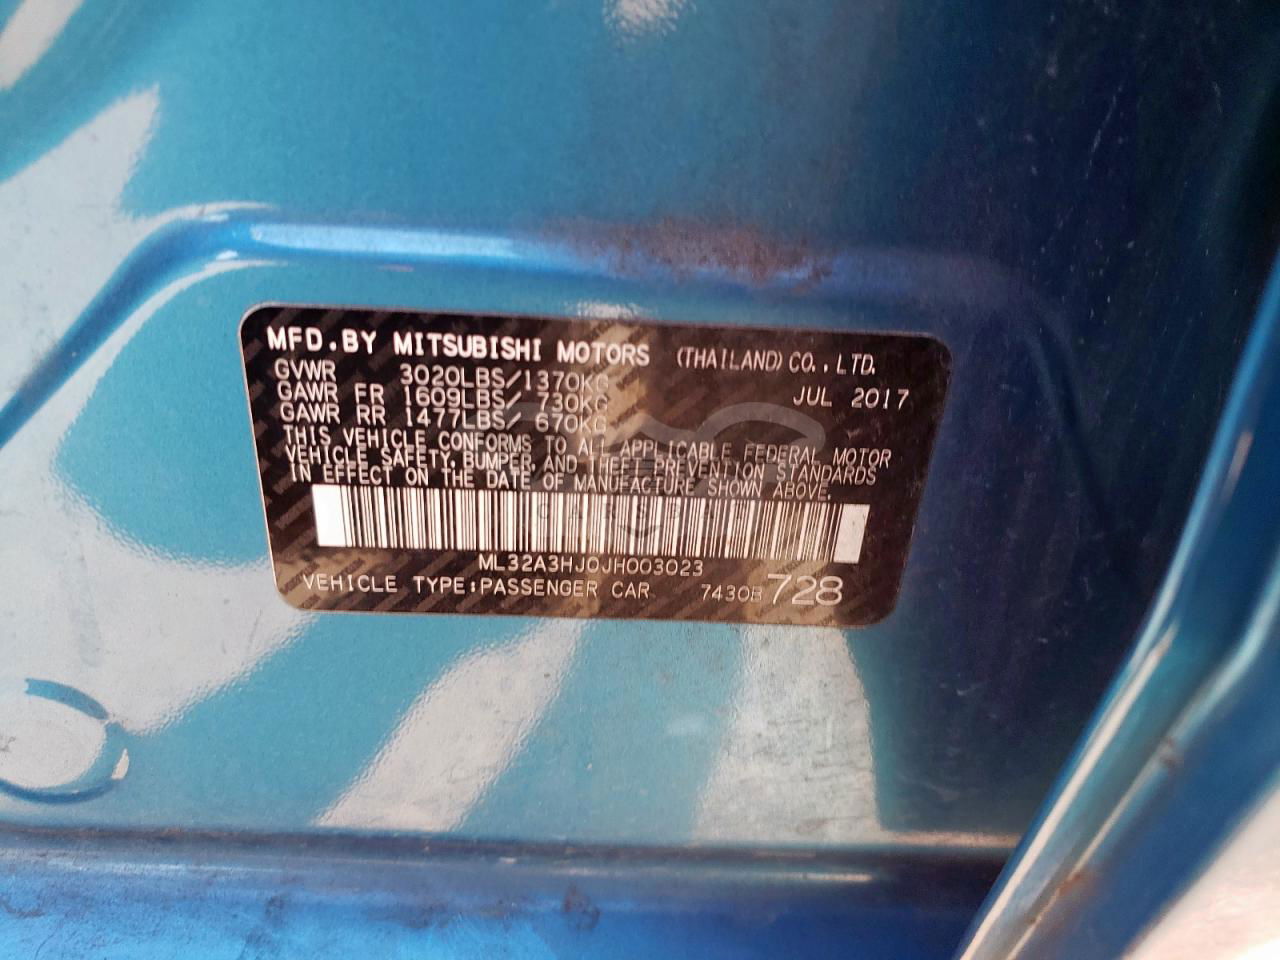 MFD.BY MITSUBISHI MOTORS (THAILAND) CO.,LTD.
GVWR 3020LBS/1370KG JUL 2017
GAWR FR 1609LBS/ 730KG
GAWR RR 1477LBS/ 670KG
THIS VEHICLE CONFORMS TO ALL APPLICABLE FEDERAL MOTOR
VEHICLE SAFETY, BUMPER, AND THEFT PREVENTION STANDARDS
IN EFFECT ON THE DATE OF MANUFACTURE SHOWN ABOVE.
ML32A3HJ0JH003023
VEHICLE TYPE:PASSENGER CAR 7430B 728